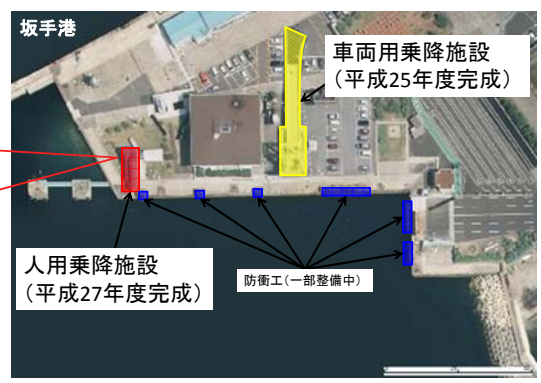 坂手港
車両用乗降施設
（平成25年度完成）
人用乗降施設
（平成27年度完成）
防衝工（一部整備中）